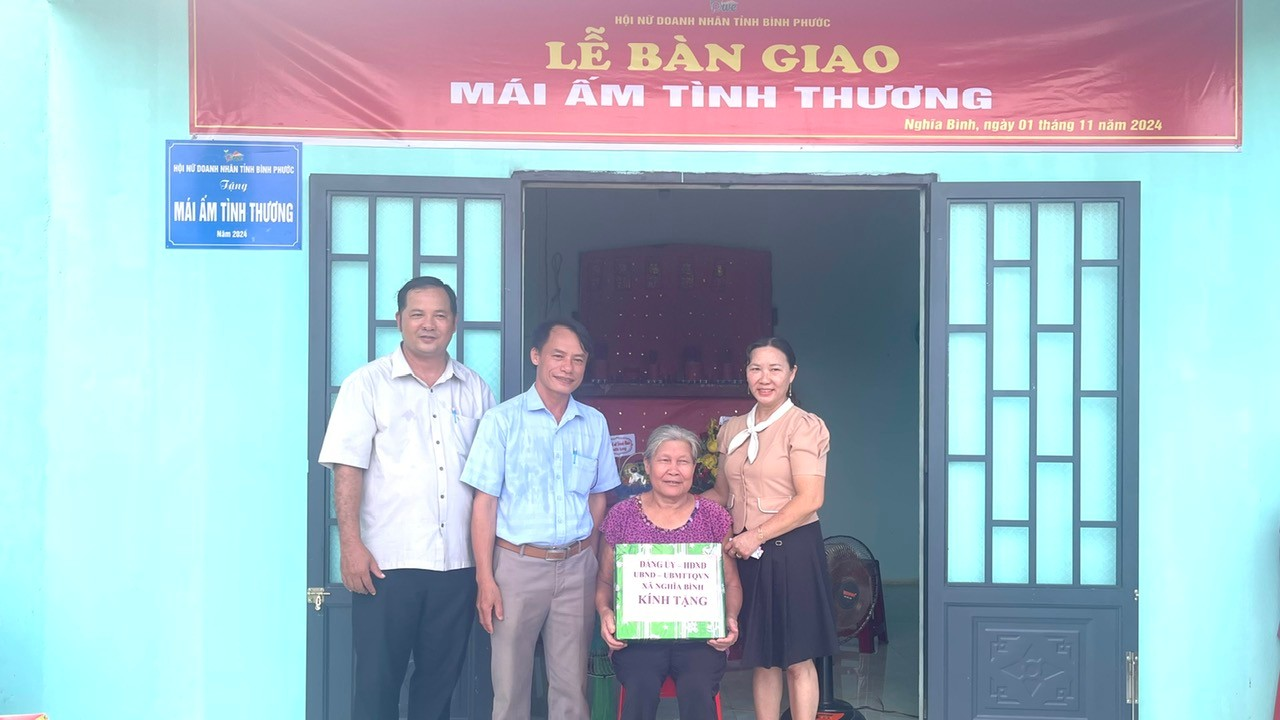 HỘI NỮ DOANH NHÂN TỈNH BÌNH PHƯỚC
LỄ BÀN GIAO
MÁI ẤM TÌNH THƯƠNG
Nghĩa Bình, ngày 01 tháng 11 năm 2024
HỘI NỮ DOANH NHÂN TỈNH BÌNH PHƯỚC
Tặng
MÁI ẤM TÌNH THƯƠNG
Năm 2024
ĐẢNG ỦY – HĐND
UBND – UBMTTQVN
XÃ NGHĨA BÌNH
KÍNH TẶNG